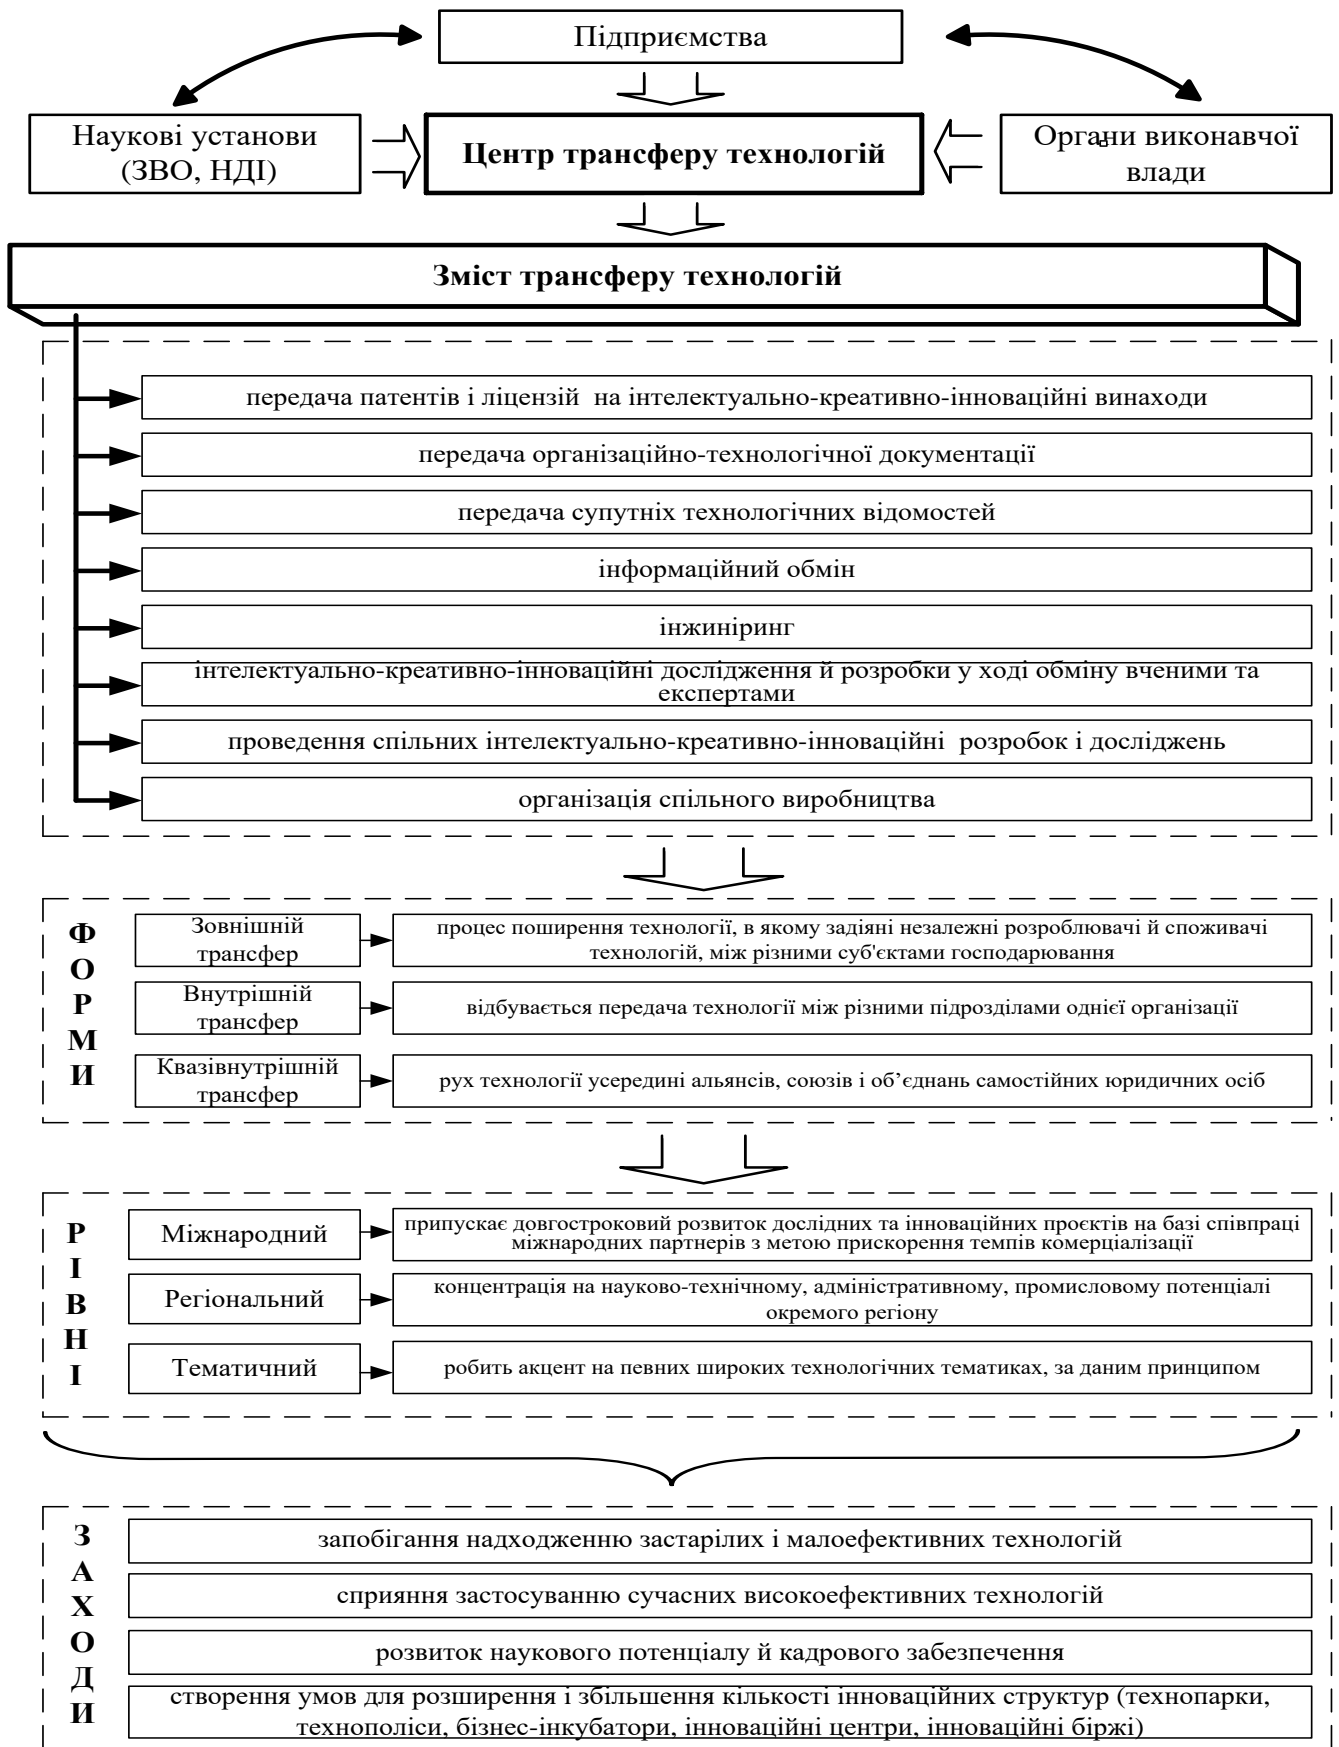 Підприємства
Наукові установи
(ЗВО, НДІ)
Центр трансферу технологій
Органи виконавчої
влади
Зміст трансферу технологій
передача патентів і ліцензій на інтелектуально-креативно-інноваційні винаходи
передача організаційно-технологічної документації
передача супутніх технологічних відомостей
інформаційний обмін
інжиніринг
інтелектуально-креативно-інноваційні дослідження й розробки у ході обміну вченими та
експертами
проведення спільних інтелектуально-креативно-інноваційні розробок і досліджень
організація спільного виробництва
ФОРМИ
Зовнішній
трансфер
процес поширення технології, в якому задіяні незалежні розроблювачі й споживачі
технологій, між різними суб'єктами господарювання
Внутрішній
трансфер
відбувається передача технології між різними підрозділами однієї організації
Квазівнутрішній
трансфер
рух технології усередині альянсів, союзів і об’єднань самостійних юридичних осіб
РІВНІ
Міжнародний
припускає довгостроковий розвиток дослідних та інноваційних проєктів на базі співпраці
міжнародних партнерів з метою прискорення темпів комерціалізації
Регіональний
концентрація на науково-технічному, адміністративному, промисловому потенціалі
окремого регіону
Тематичний
робить акцент на певних широких технологічних тематиках, за даним принципом
ЗАХОДИ
запобігання надходженню застарілих і малоефективних технологій
сприяння застосуванню сучасних високоефективних технологій
розвиток наукового потенціалу й кадрового забезпечення
створення умов для розширення і збільшення кількості інноваційних структур (технопарки,
технополіси, бізнес-інкубатори, інноваційні центри, інноваційні біржі)